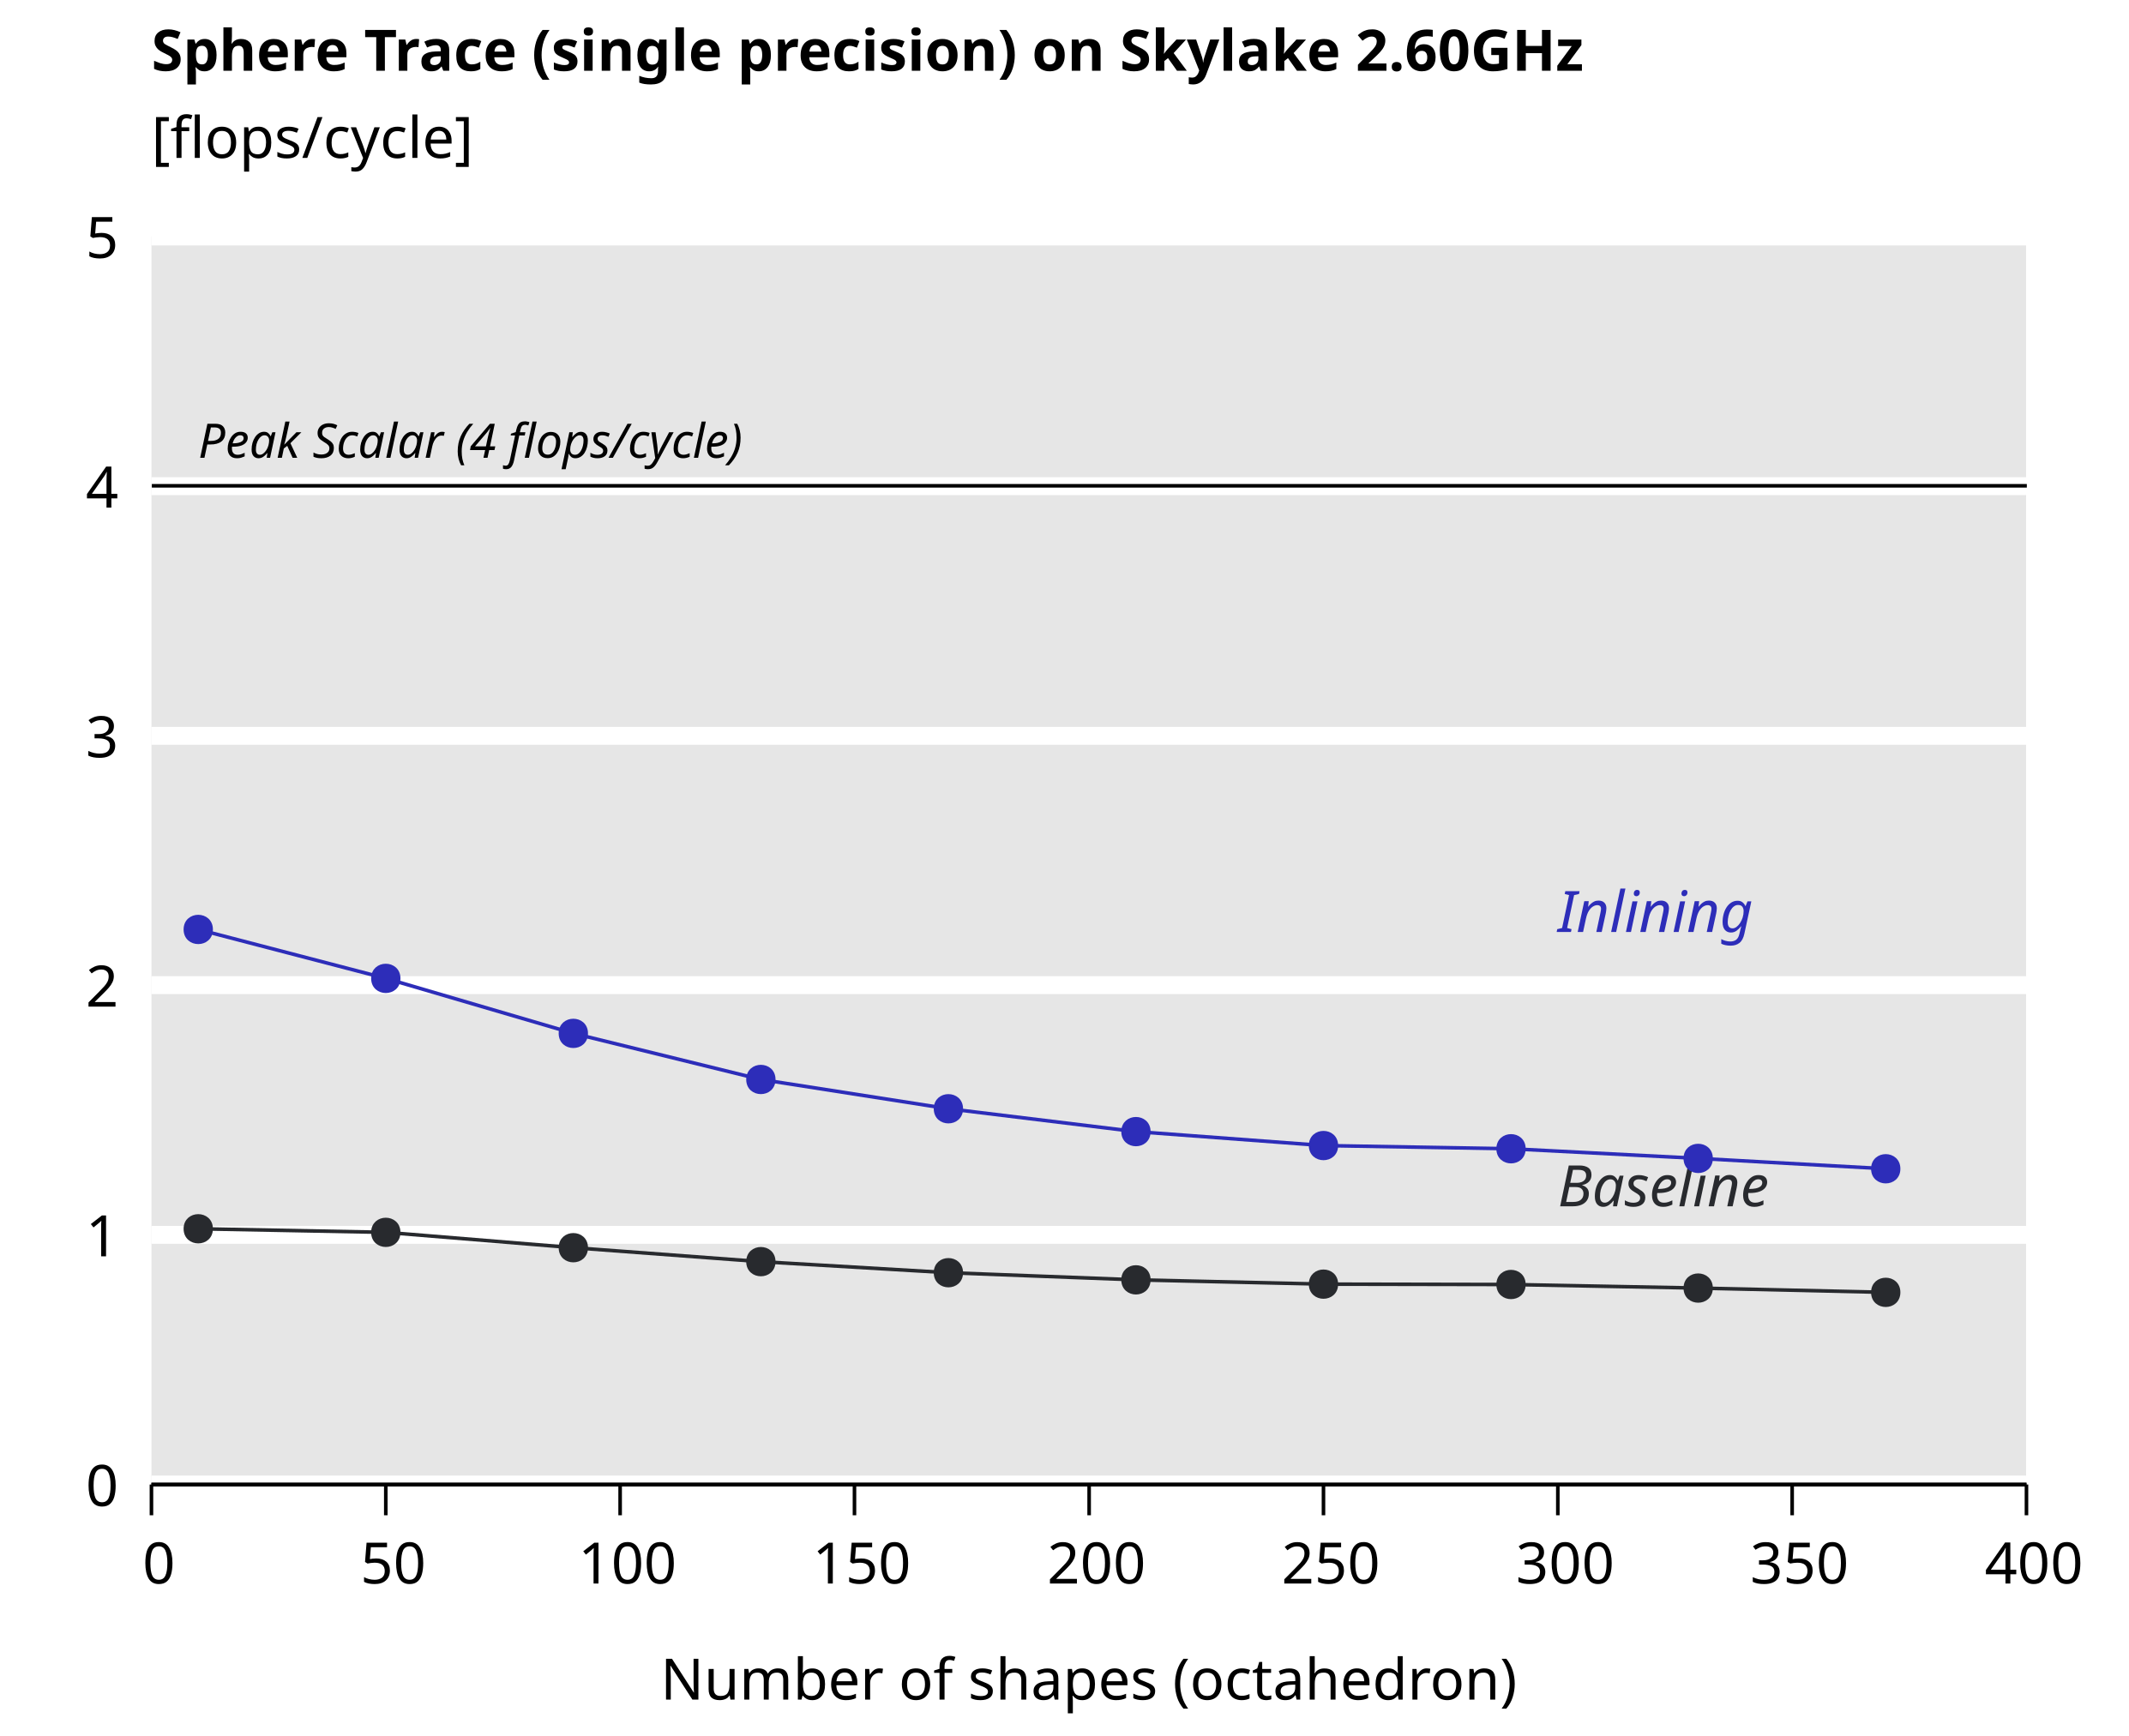 Sphere Trace (single precision) on Skylake 2.60GHz
[flops/cycle]
5
Peak Scalar (4 flops/cycle)
4
3
Inlining
2
Baseline
1
0
0 50 100 150 200 250 300 350 400
Number of shapes (octahedron)